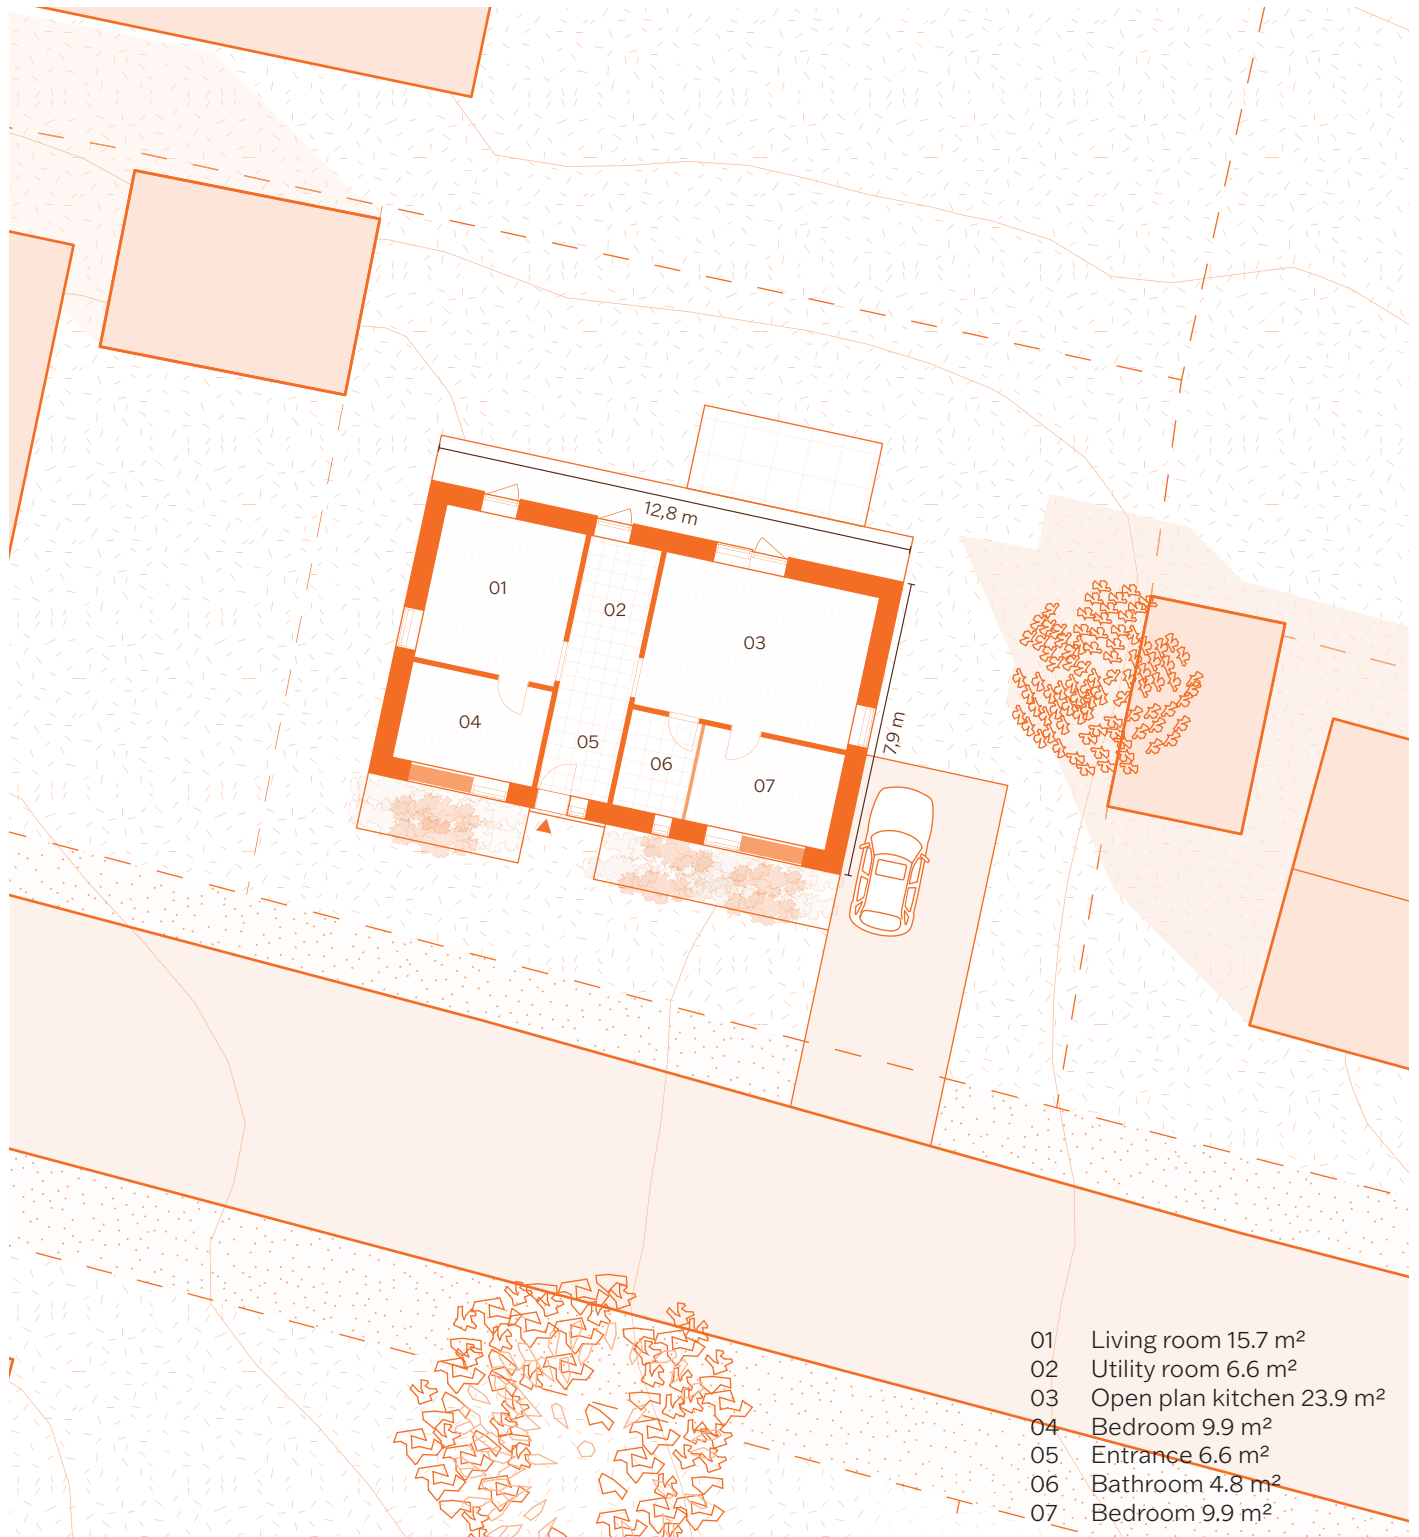 12,8 m
01
02
03
7,9 m
04
05
06
07
01 Living room 15.7 m²
02 Utility room 6.6 m²
03 Open plan kitchen 23.9 m²
04 Bedroom 9.9 m²
05 Entrance 6.6 m²
06 Bathroom 4.8 m²
07 Bedroom 9.9 m²